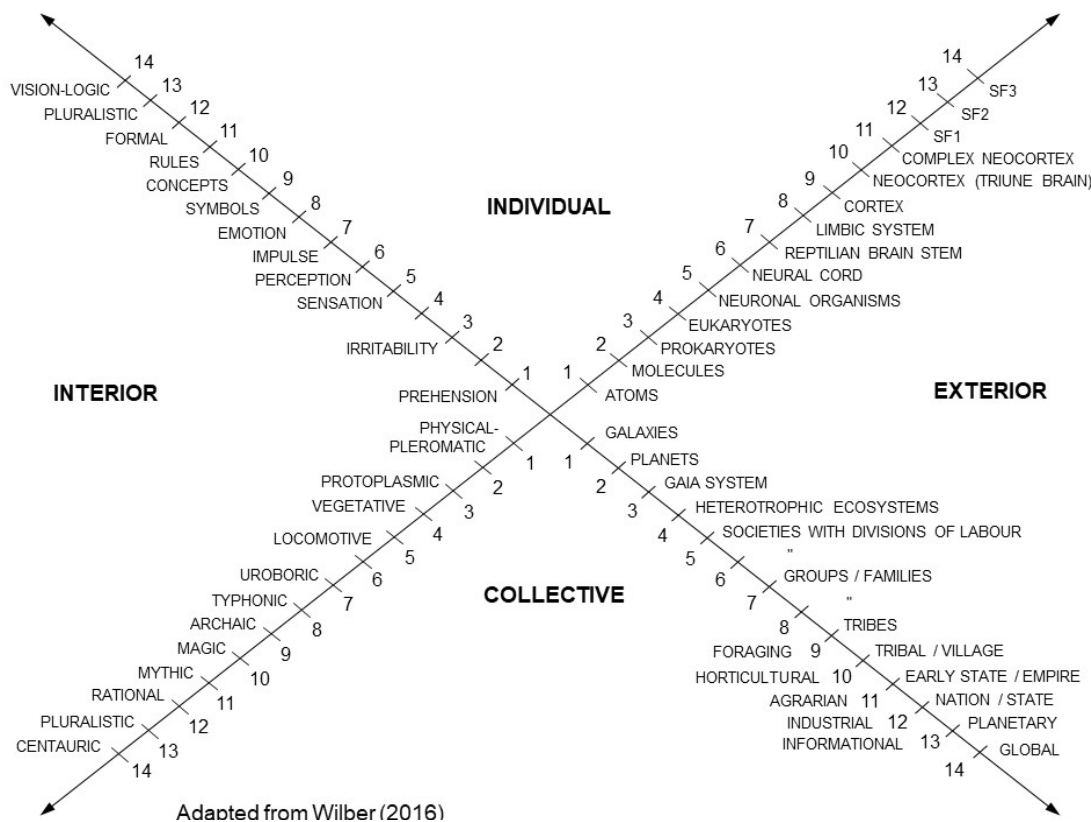 14
VISION-LOGIC
13
PLURALISTIC
12
FORMAL
11
RULES
10
CONCEPTS
9
SYMBOLS
8
EMOTION
7
IMPULSE
6
PERCEPTION
5
SENSATION
4
3
IRRITABILITY
2
1
PREHENSION
INDIVIDUAL
14
SF3
13
SF2
12
SF1
11
COMPLEX NEOCORTEX
10
NEOCORTEX (TRIUNE BRAIN)
9
CORTEX
8
LIMBIC SYSTEM
7
REPTILIAN BRAIN STEM
6
NEURAL CORD
5
NEURONAL ORGANISMS
4
EUKARYOTES
3
PROKARYOTES
2
MOLECULES
1
ATOMS
INTERIOR
EXTERIOR
PHYSICAL-
PLEROMATIC
1
2
PROTOPLASMIC
3
VEGETATIVE
4
LOCOMOTIVE
5
6
UROBORIC
7
TYPHONIC
8
ARCHAIC
9
MAGIC
10
MYTHIC
11
RATIONAL
12
PLURALISTIC
13
CENTAURIC
14
COLLECTIVE
GALAXIES
1
PLANETS
2
GAIA SYSTEM
3
HETEROTROPHIC ECOSYSTEMS
4
SOCIETIES WITH DIVISIONS OF LABOUR
5
"
6
GROUPS / FAMILIES
7
"
8
TRIBES
FORAGING 9
TRIBAL / VILLAGE
HORTICULTURAL 10
EARLY STATE / EMPIRE
AGRARIAN 11
NATION / STATE
INDUSTRIAL 12
PLANETARY
INFORMATIONAL 13
GLOBAL
14
Adapted from Wilber (2016)